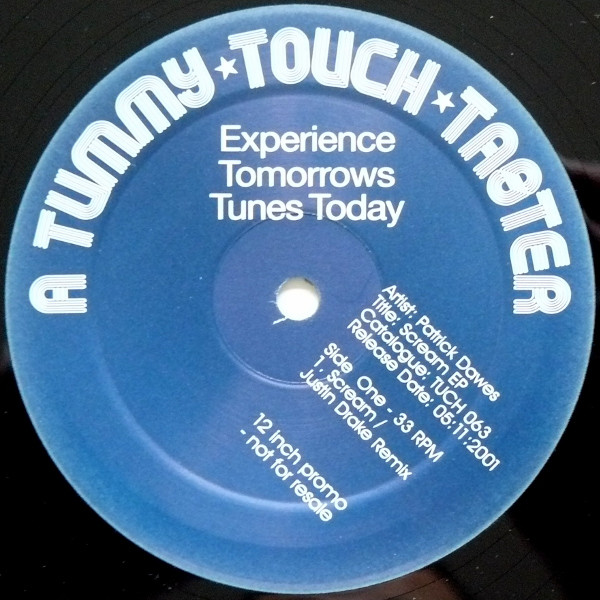 A TUMMY ★ TOUCH ★ TASTER
Experience
Tomorrows
Tunes Today
Artist: Patrick Dawes
Title: Scream EP
Catalogue: TUCH 063
Release Date: 05:11:2001
Side One - 33 RPM
1. Scream /
Justin Drake Remix
12 inch promo
- not for resale